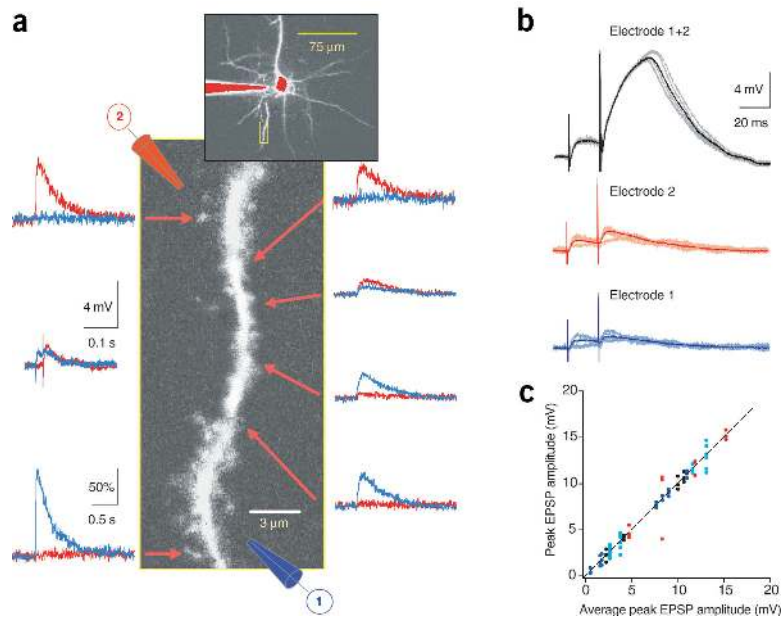 a
75 µm
2
4 mV
0.1 s
50%
0.5 s
3 µm
1
b
Electrode 1+2
4 mV
20 ms
Electrode 2
Electrode 1
c
Peak EPSP amplitude (mV)
20
15
10
5
0
0
5
10
15
20
Average peak EPSP amplitude (mV)